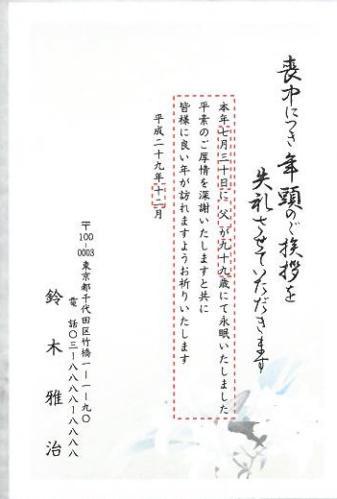 喪中につき年頭のご挨拶を
失礼させていただきます
本年七月三十日に 父 が九十九歳にて永眠いたしました
平素のご厚情を深謝いたしますと共に
皆様に良い年が訪れますようお祈りいたします
平成二十九年十二月
〒100-0003 東京都千代田区竹橋一ー一ー九〇
電 話〇三ー八八八八ー八八八八
鈴 木 雅 治